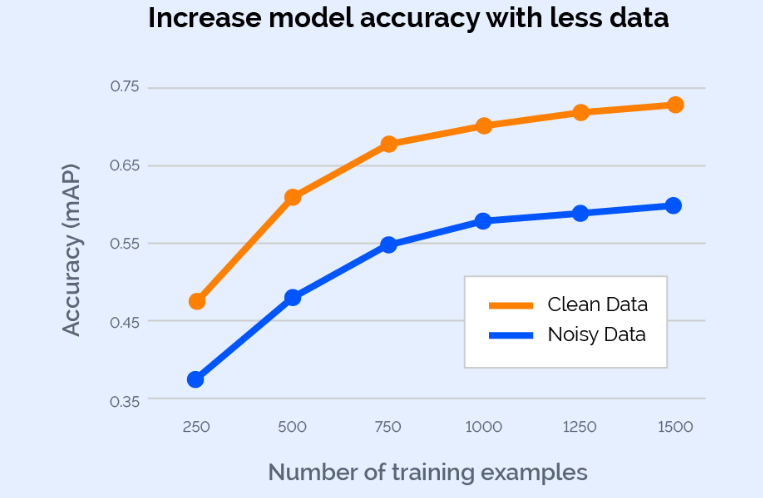 Increase model accuracy with less data
0.75
0.65
0.55
0.45
0.35
Accuracy (mAP)
Clean Data
Noisy Data
250 500 750 1000 1250 1500
Number of training examples